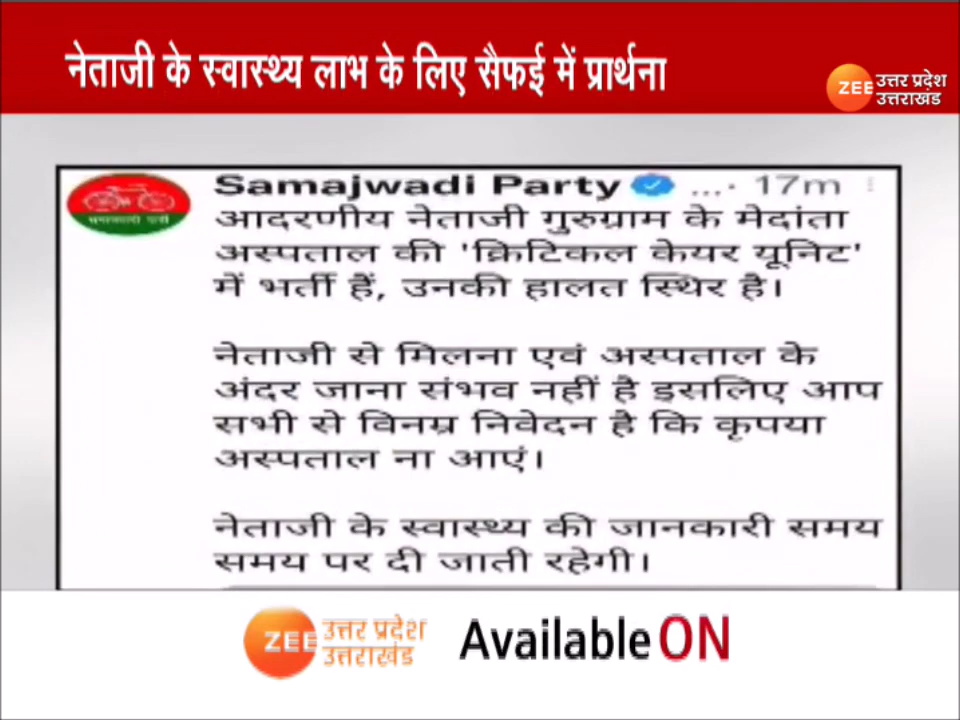 नेताजी के स्वास्थ्य लाभ के लिए सैफई में प्रार्थना
ZEE उत्तर प्रदेश
उत्तराखंड
Samajwadi Party ...· 17m
समाजवादी पार्टी
आदरणीय नेताजी गुरुग्राम के मेदांता
अस्पताल की 'क्रिटिकल केयर यूनिट'
में भर्ती हैं, उनकी हालत स्थिर है।
नेताजी से मिलना एवं अस्पताल के
अंदर जाना संभव नहीं है इसलिए आप
सभी से विनम्र निवेदन है कि कृपया
अस्पताल ना आएं।
नेताजी के स्वास्थ्य की जानकारी समय
समय पर दी जाती रहेगी।
ZEE उत्तर प्रदेश
उत्तराखंड
Available ON